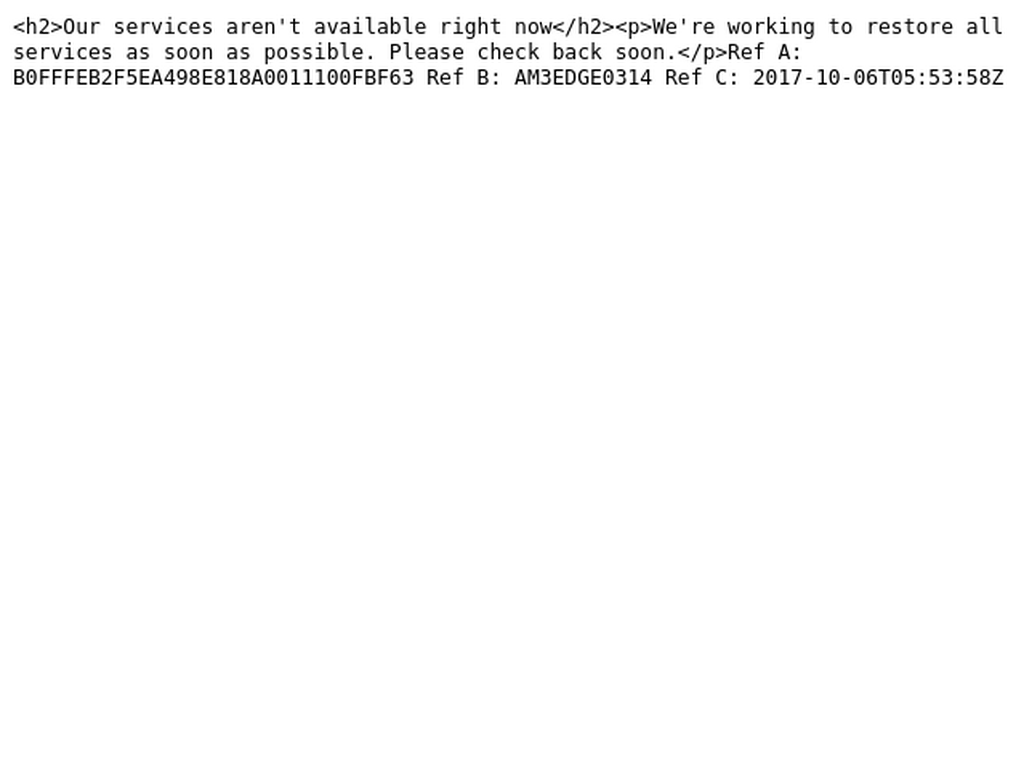 <h2>Our services aren't available right now</h2><p>We're working to restore all
services as soon as possible. Please check back soon.</p>Ref A:
B0FFFEB2F5EA498E818A0011100FBF63 Ref B: AM3EDGE0314 Ref C: 2017-10-06T05:53:58Z